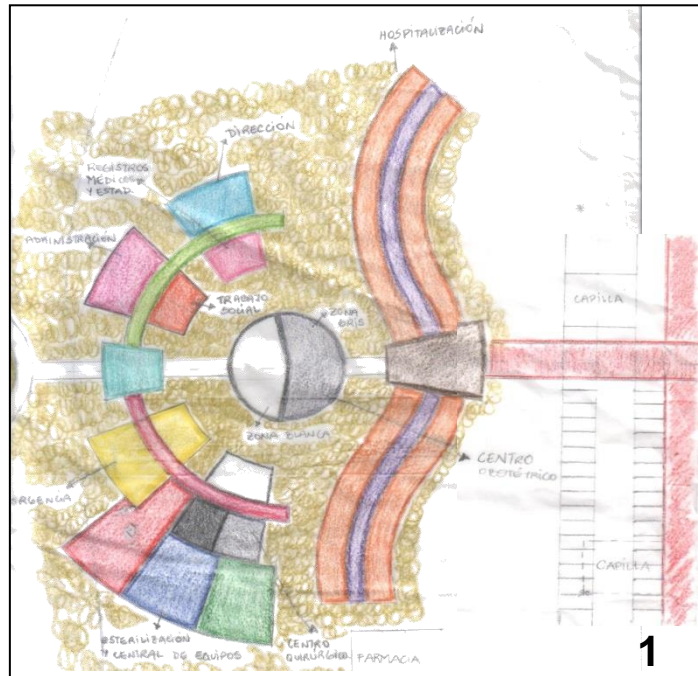 HOSPITALIZACIÓN
DIRECCIÓN
REGISTROS
MÉDICOS
Y ESTAD.
ADMINISTRACIÓN
TRABAJO
SOCIAL
ZONA
GRIS
CAPILLA
ZONA BLANCA
CENTRO
OBSTÉTRICO
ERGENCIA
CAPILLA
ESTERILIZACIÓN
Y CENTRAL DE EQUIPOS
CENTRO
QUIRÚRGICO
FARMACIA
1